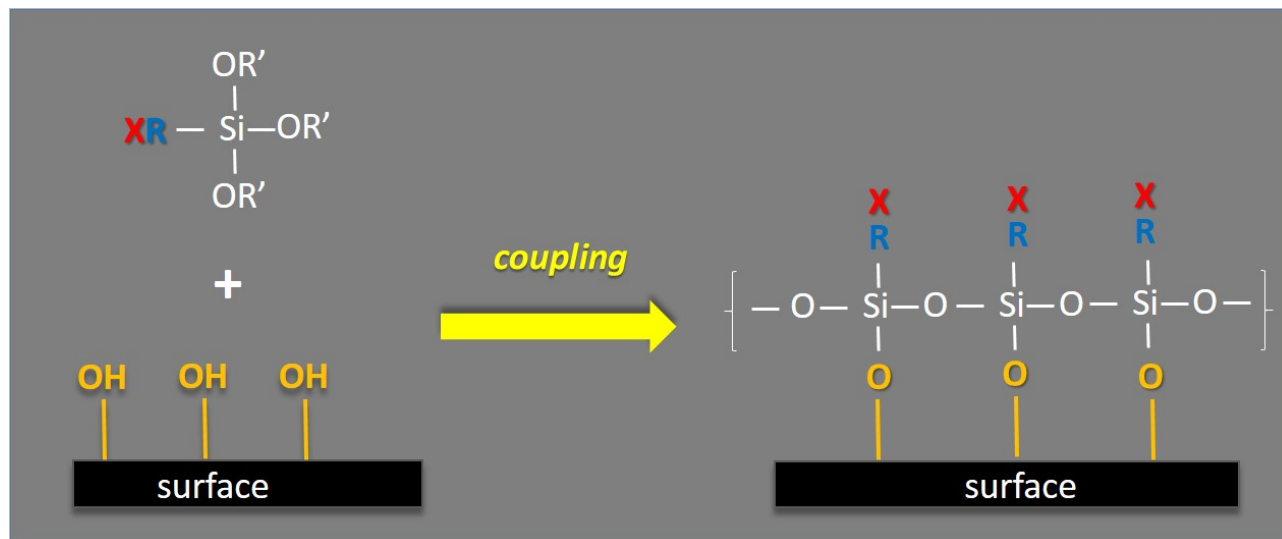 OR’
XR — Si — OR’
OR’
+
OH OH OH
surface
coupling
X X X
R R R
— O — Si — O — Si — O — Si — O —
O O O
surface